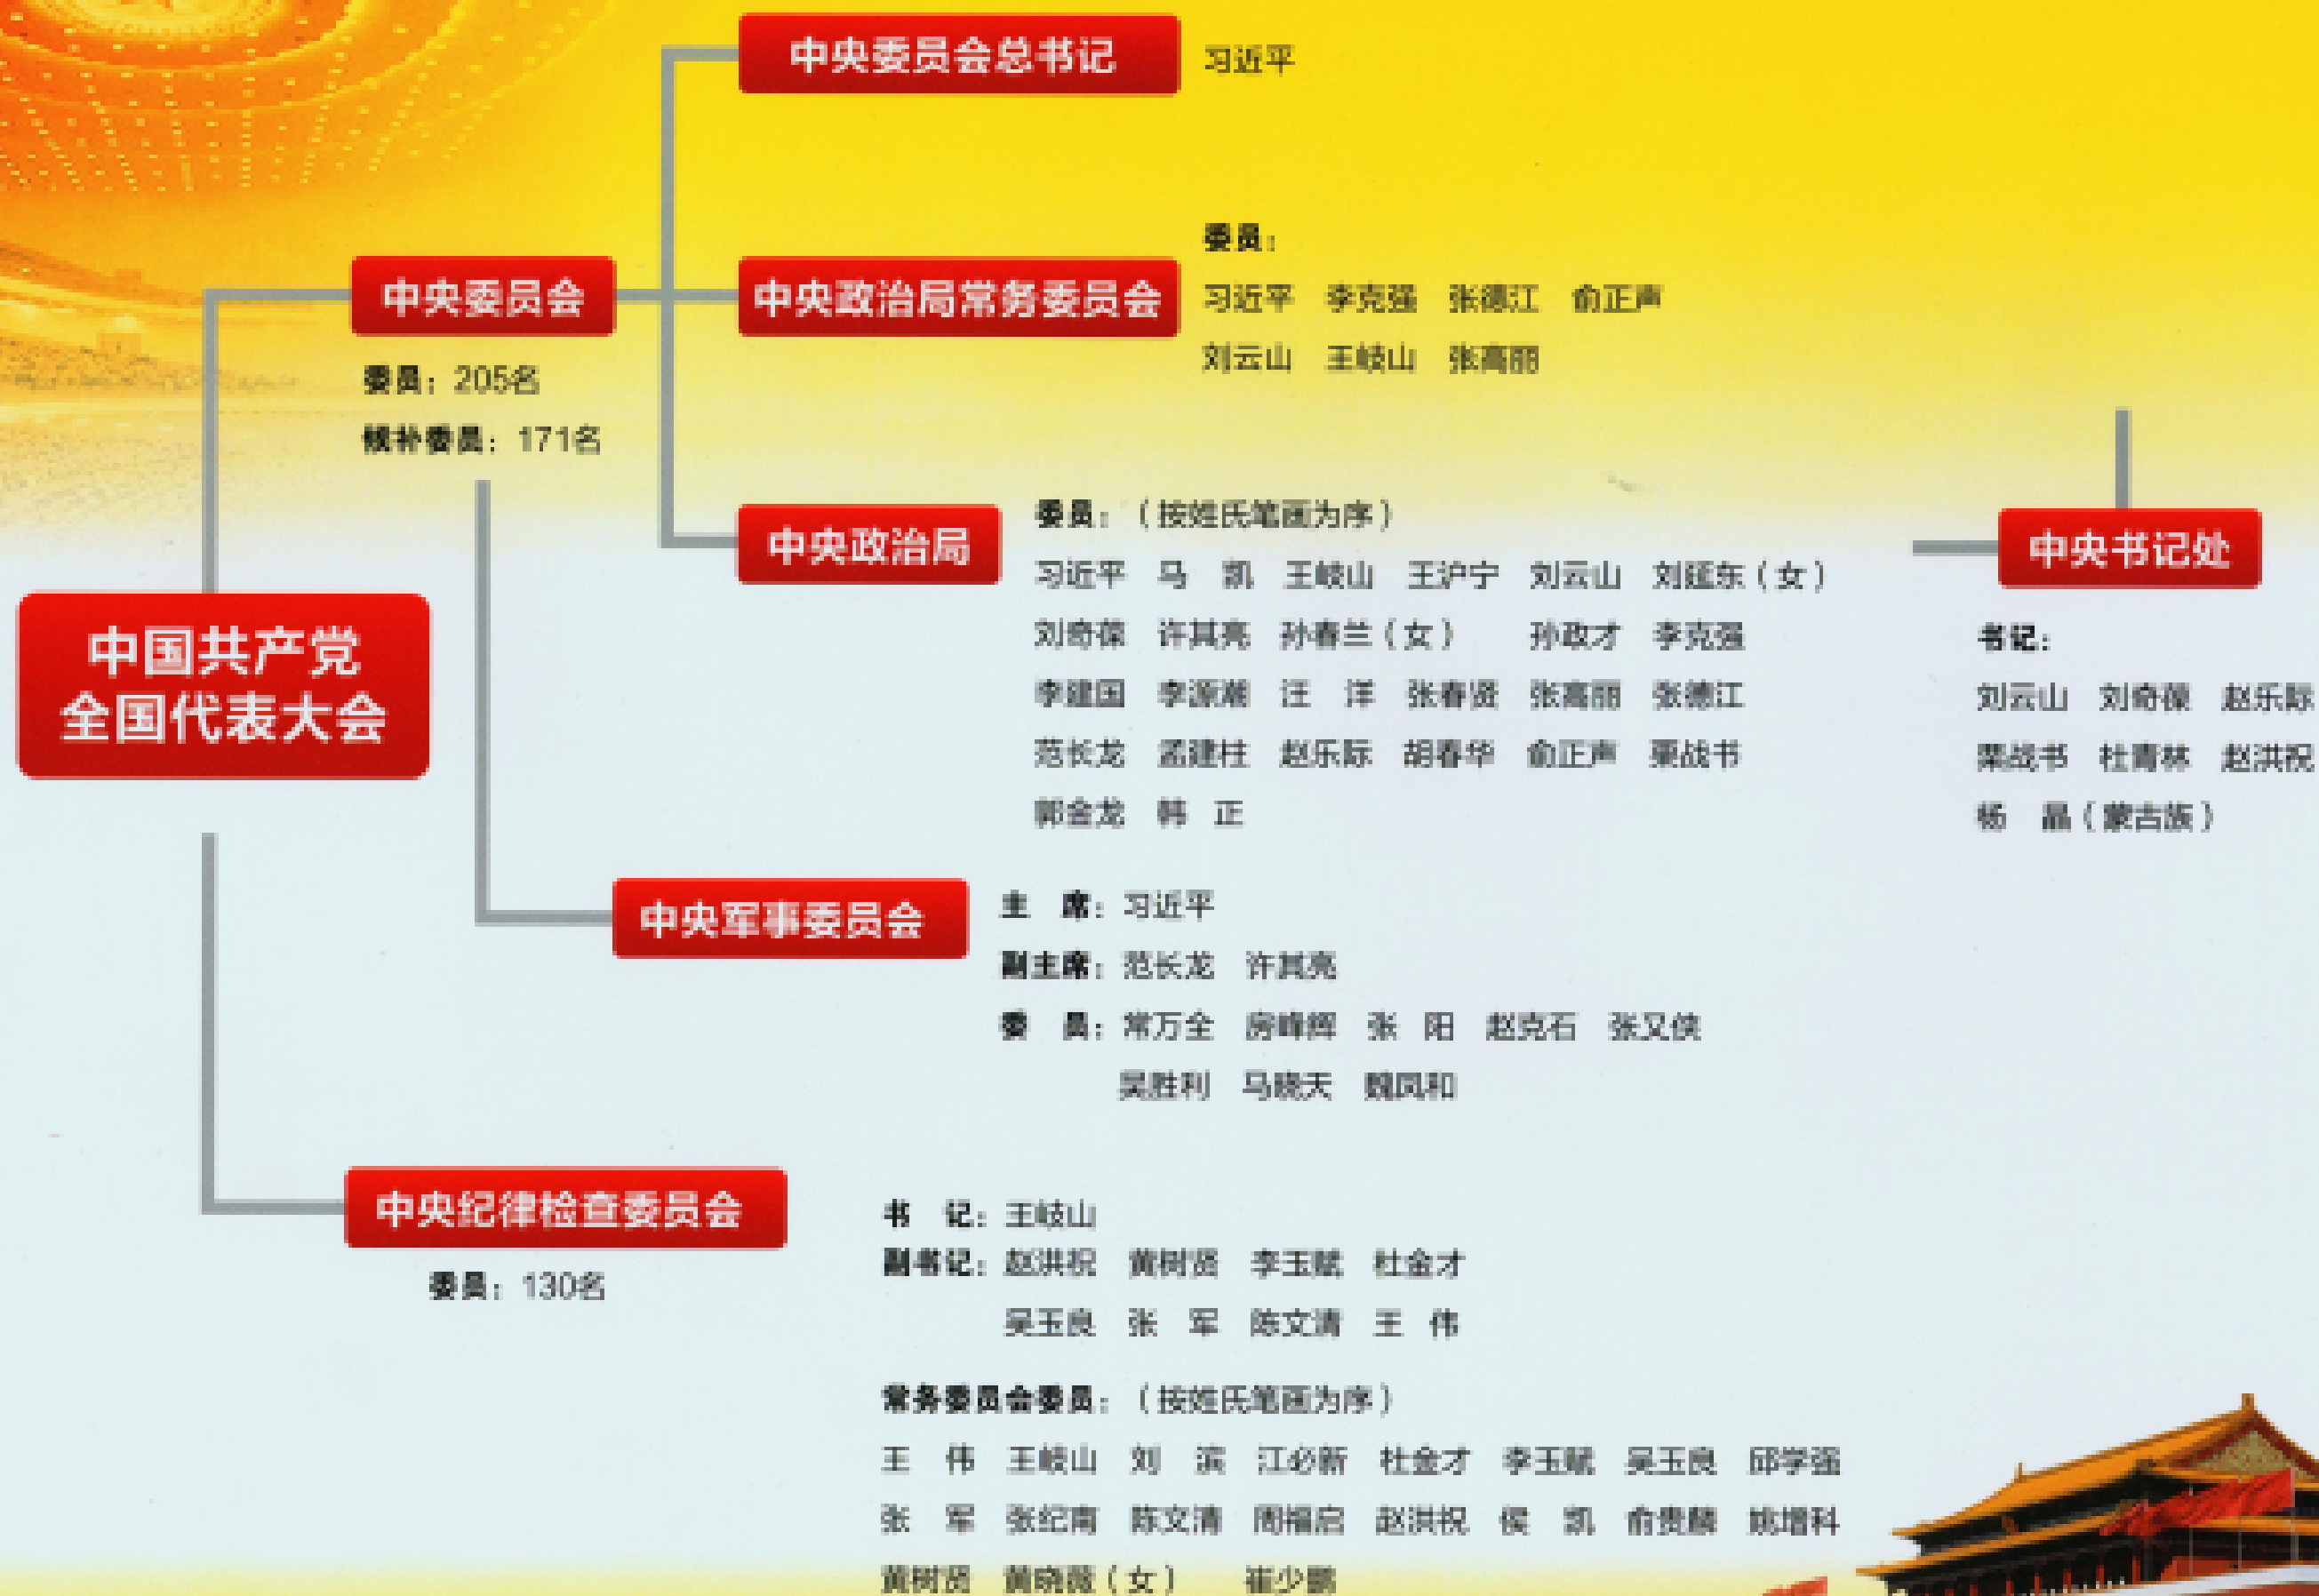 中央委员会总书记 习近平
委员：
中央委员会 中央政治局常务委员会 习近平 李克强 张德江 俞正声
刘云山 王岐山 张高丽
委员：205名
候补委员：171名
中央政治局 委员：（按姓氏笔画为序）
习近平 马 凯 王岐山 王沪宁 刘云山 刘延东（女）
刘奇葆 许其亮 孙春兰（女） 孙政才 李克强
李建国 李源潮 汪 洋 张春贤 张高丽 张德江
范长龙 孟建柱 赵乐际 胡春华 俞正声 栗战书
郭金龙 韩 正
中央书记处
书记：
刘云山 刘奇葆 赵乐际
栗战书 杜青林 赵洪祝
杨 晶（蒙古族）
中国共产党
全国代表大会
中央军事委员会 主 席：习近平
副主席：范长龙 许其亮
委 员：常万全 房峰辉 张 阳 赵克石 张又侠
吴胜利 马晓天 魏凤和
中央纪律检查委员会
委员：130名
书 记：王岐山
副书记：赵洪祝 黄树贤 李玉赋 杜金才
吴玉良 张 军 陈文清 王 伟
常务委员会委员：（按姓氏笔画为序）
王 伟 王岐山 刘 滨 江必新 杜金才 李玉赋 吴玉良 邱学强
张 军 张纪南 陈文清 周福启 赵洪祝 侯 凯 俞贵麟 姚增科
黄树贤 黄晓薇（女） 崔少鹏